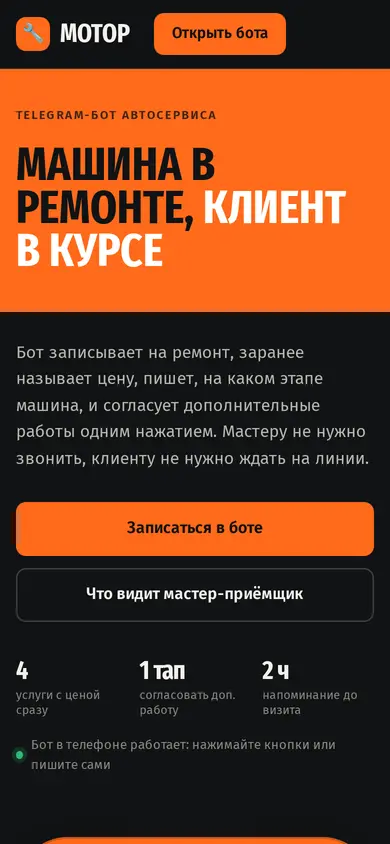 МОТОР
Открыть бота
TELEGRAM-БОТ АВТОСЕРВИСА
МАШИНА В
РЕМОНТЕ, КЛИЕНТ
В КУРСЕ
Бот записывает на ремонт, заранее
называет цену, пишет, на каком этапе
машина, и согласует дополнительные
работы одним нажатием. Мастеру не нужно
звонить, клиенту не нужно ждать на линии.
Записаться в боте
Что видит мастер-приёмщик
4
услуги с ценой
сразу
1 тап
согласовать доп.
работу
2 ч
напоминание до
визита
Бот в телефоне работает: нажимайте кнопки или
пишите сами